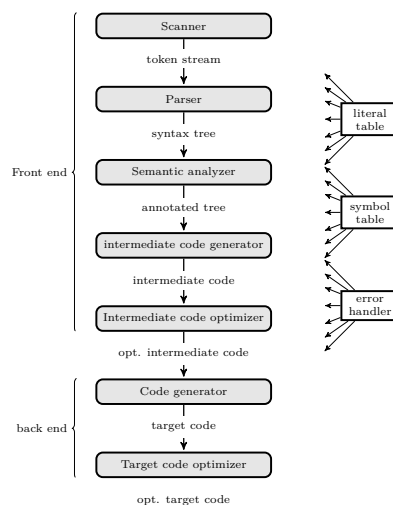 Scanner
token stream
Parser
syntax tree
Front end
Semantic analyzer
annotated tree
intermediate code generator
intermediate code
Intermediate code optimizer
opt. intermediate code
Code generator
back end
target code
Target code optimizer
opt. target code
literal
table
symbol
table
error
handler